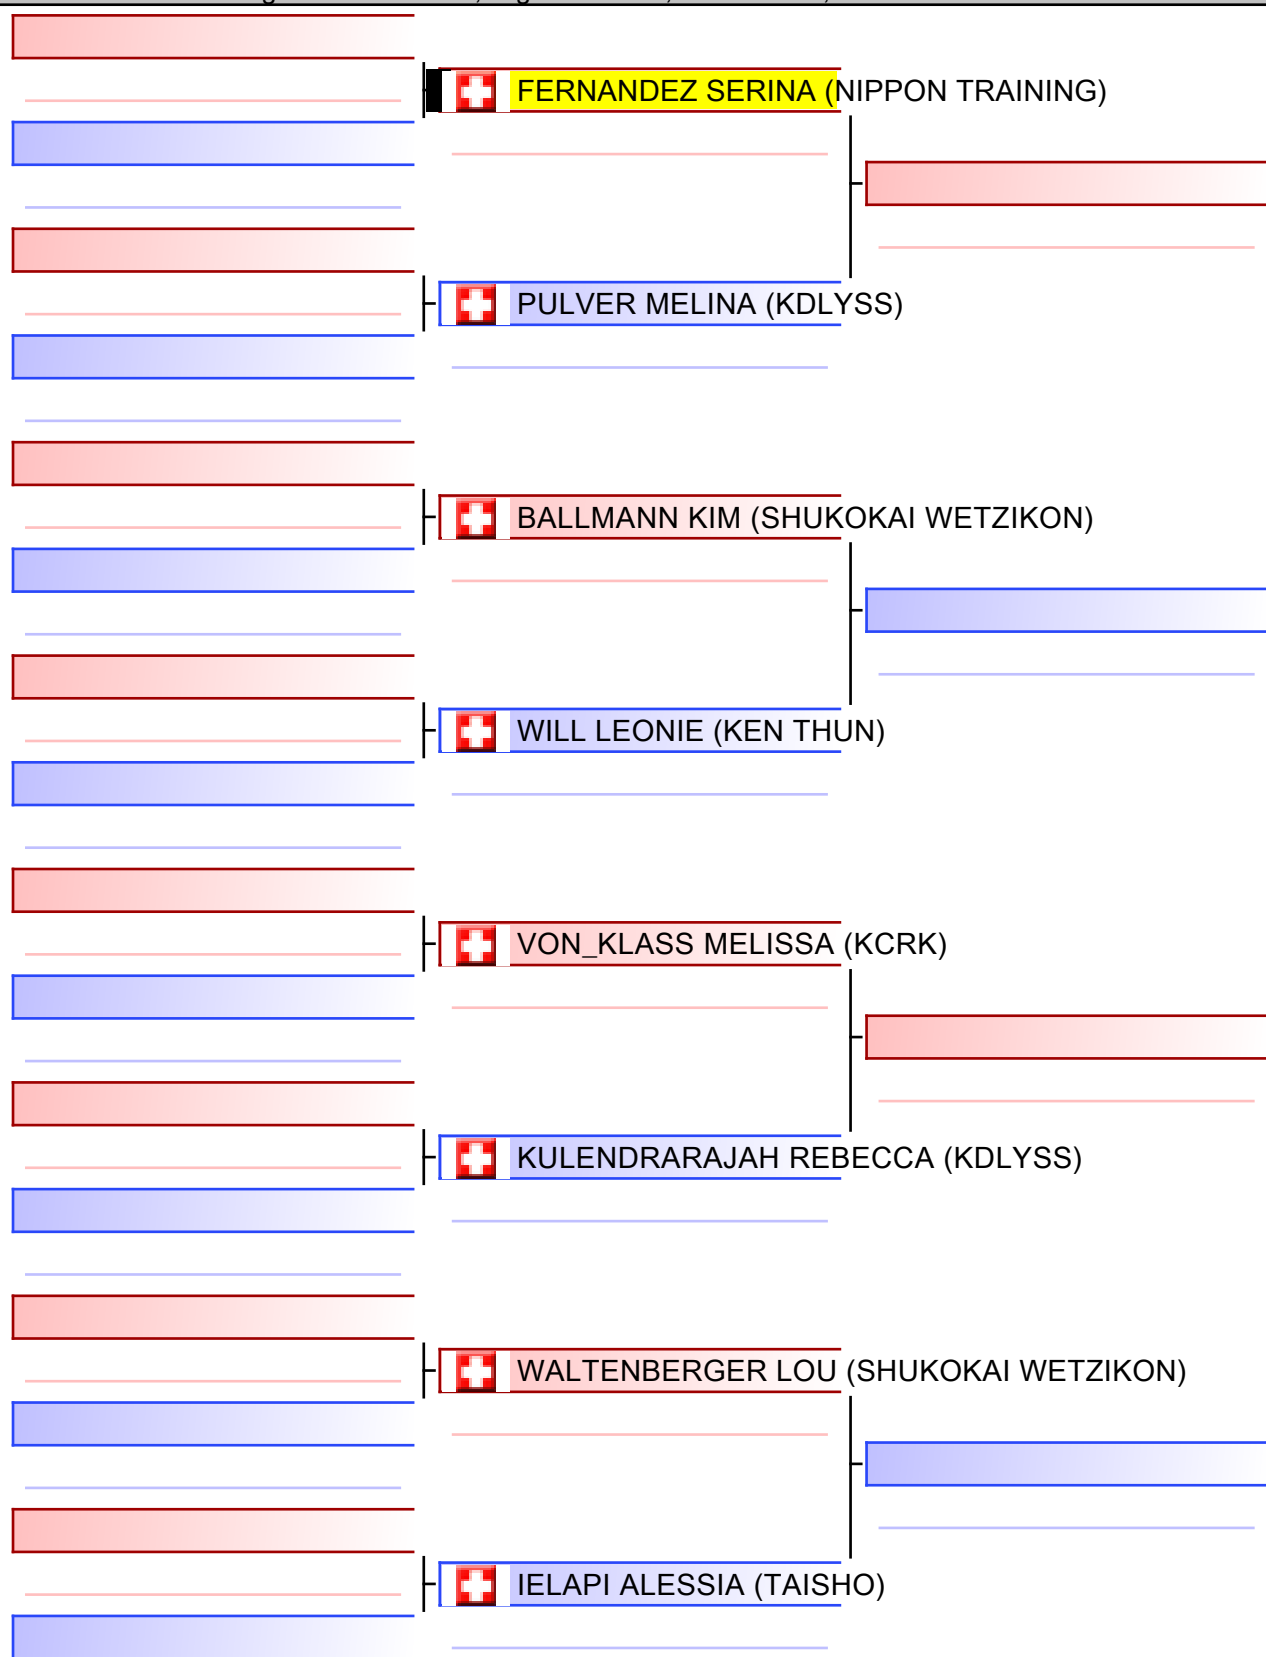 FERNANDEZ SERINA (NIPPON TRAINING)
PULVER MELINA (KDLYSS)
BALLMANN KIM (SHUKOKAI WETZIKON)
WILL LEONIE (KEN THUN)
VON_KLASS MELISSA (KCRK)
KULENDRARAJAH REBECCA (KDLYSS)
WALTENBERGER LOU (SHUKOKAI WETZIKON)
IELAPI ALESSIA (TAISHO)